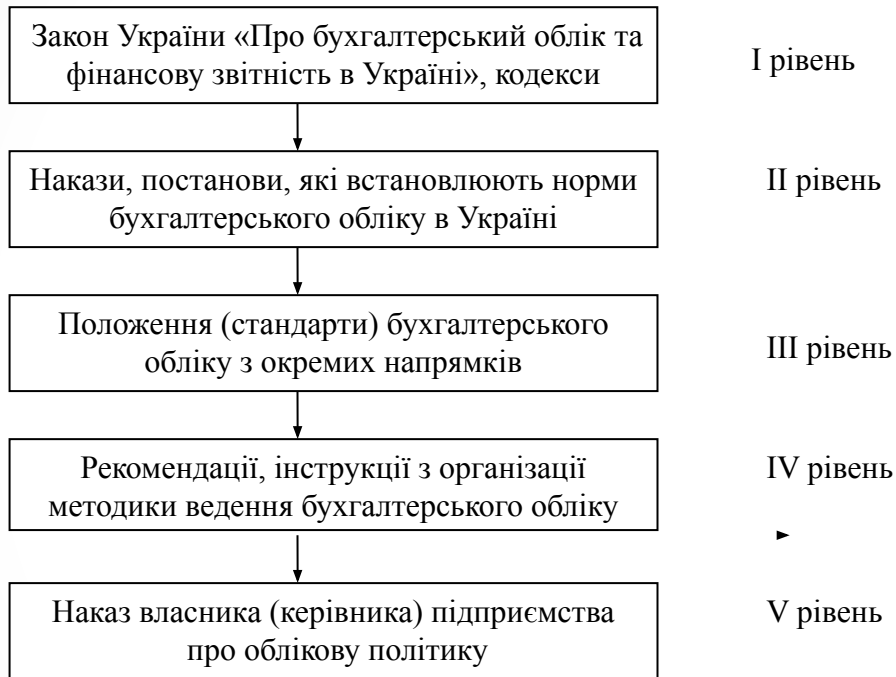 Закон України «Про бухгалтерський облік та
фінансову звітність в Україні», кодекси
I рівень
Накази, постанови, які встановлюють норми
бухгалтерського обліку в Україні
II рівень
Положення (стандарти) бухгалтерського
обліку з окремих напрямків
III рівень
Рекомендації, інструкції з організації
методики ведення бухгалтерського обліку
IV рівень
Наказ власника (керівника) підприємства
про облікову політику
V рівень